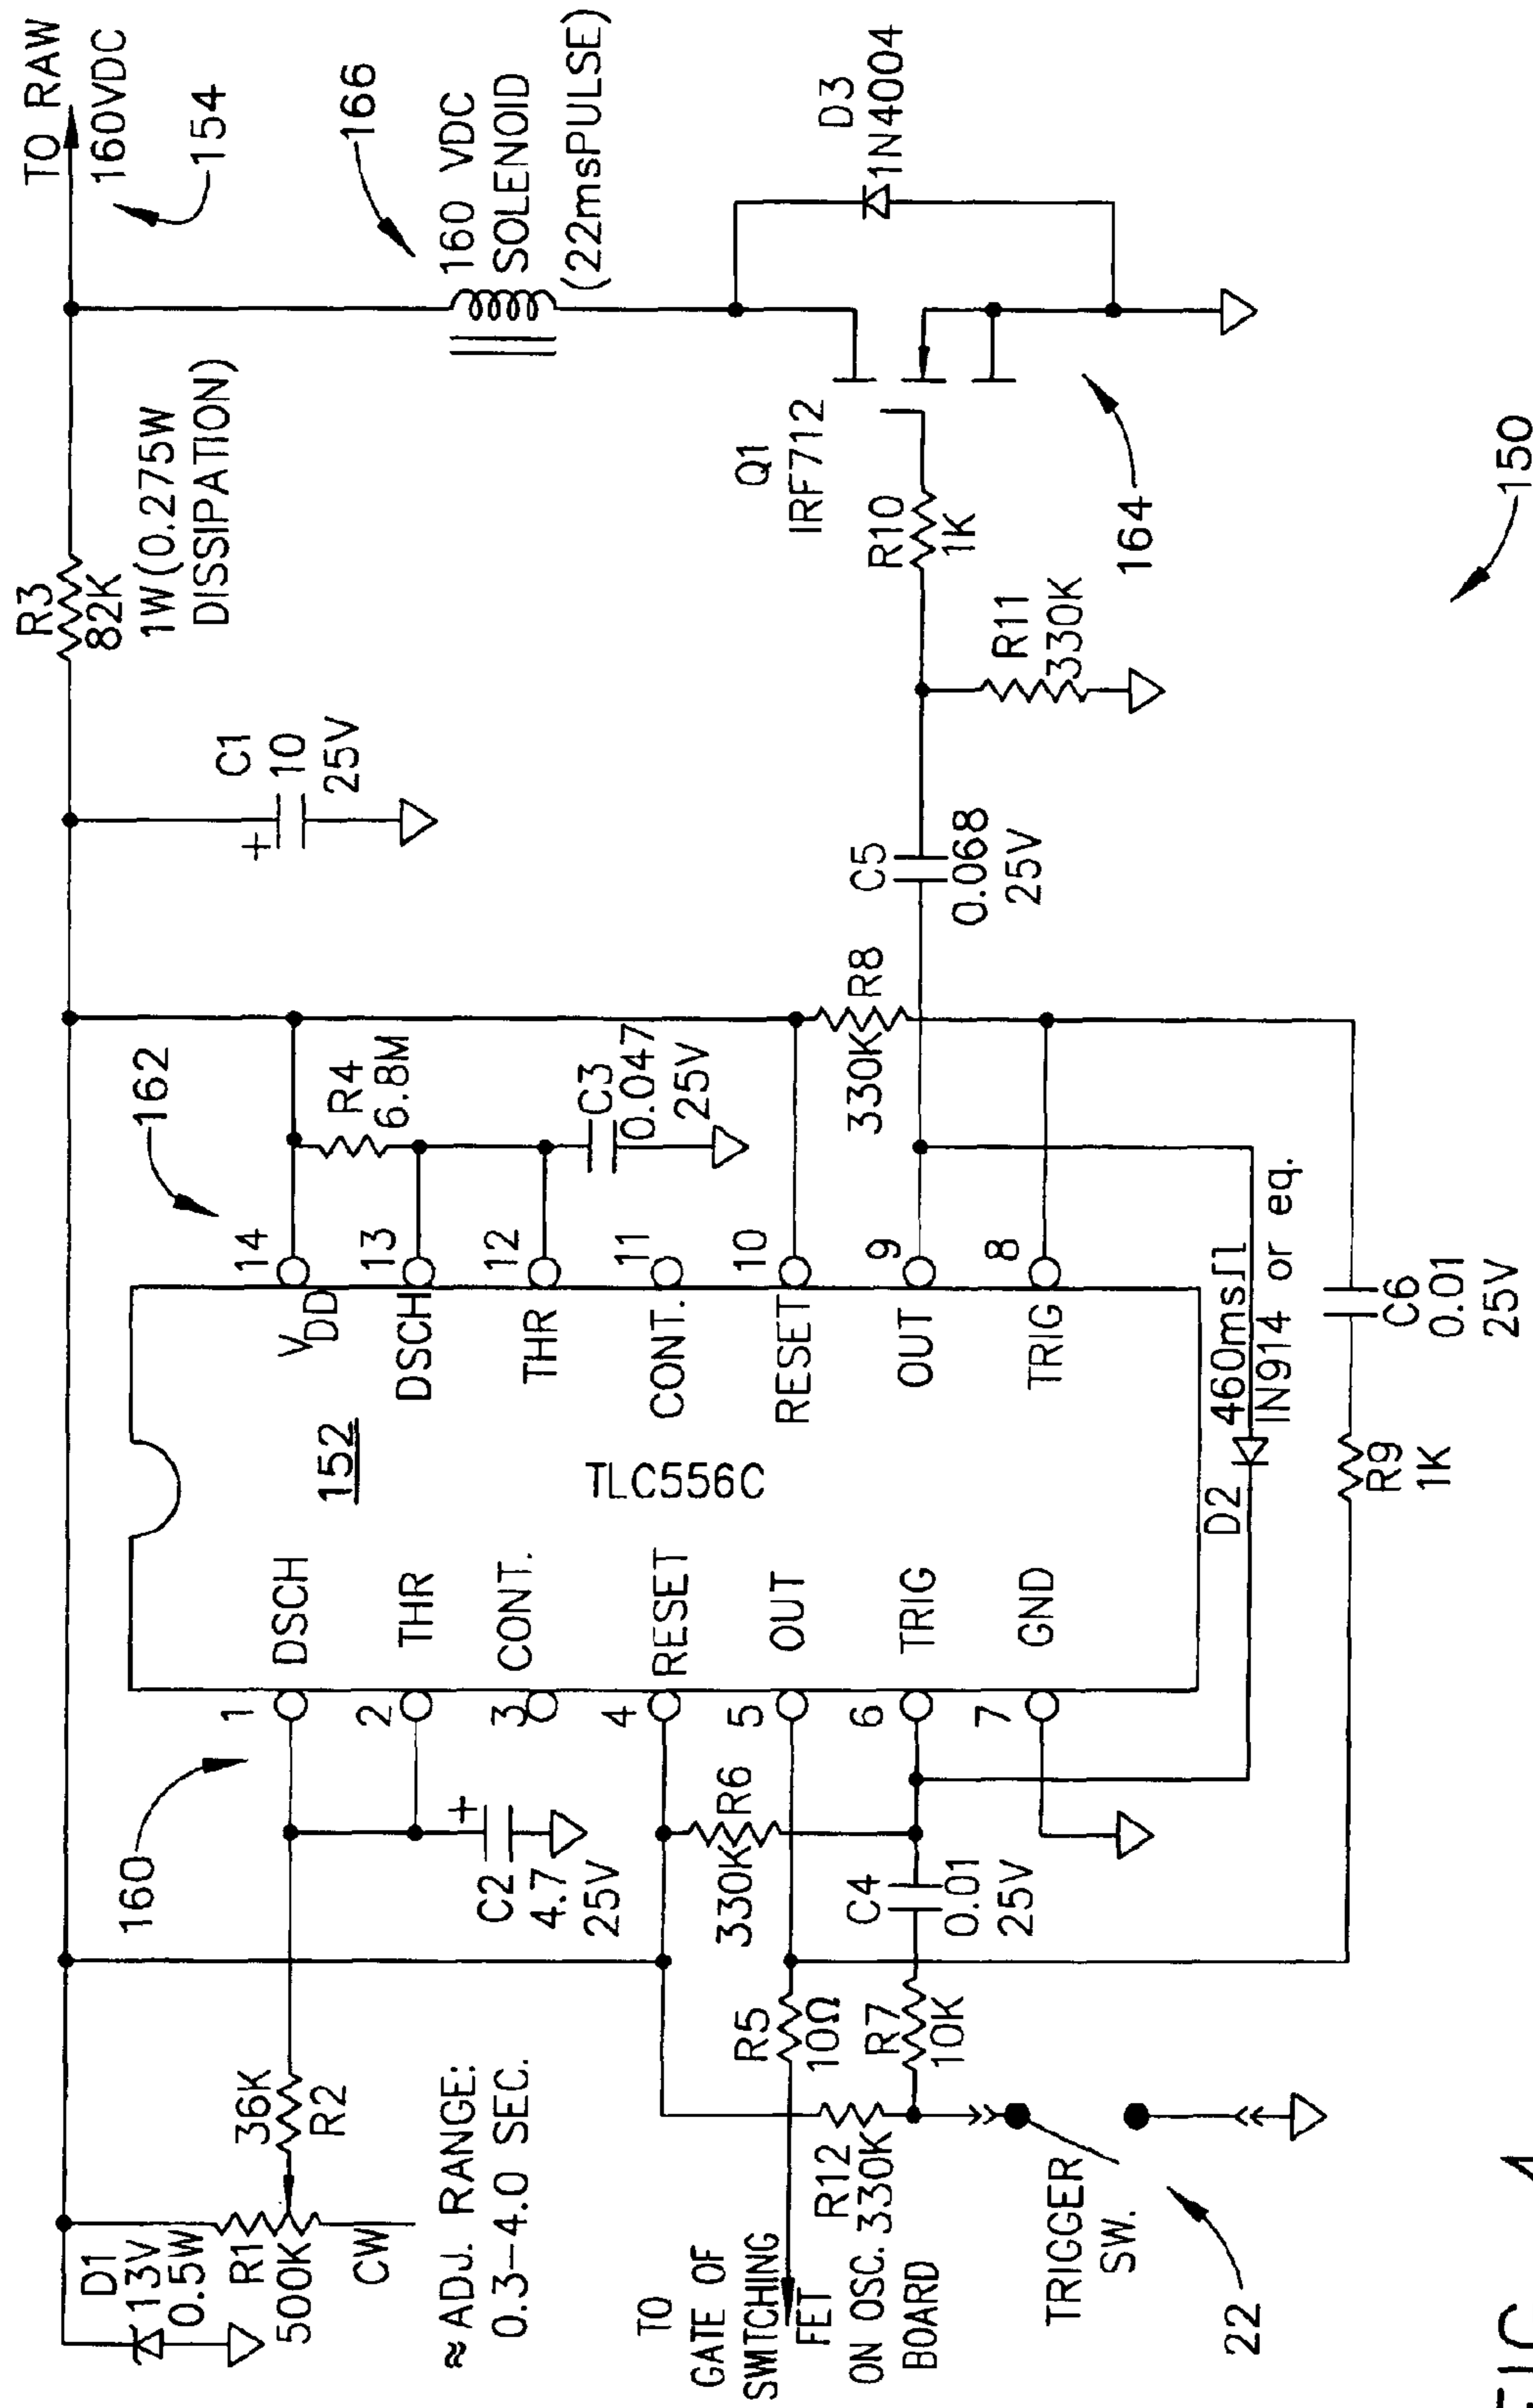 TO RAW
160VDC
154
R3
82K
1W(0.275W
DISSIPATION)
166
160 VDC
SOLENOID
(22msPULSE)
D3
1N4004
C1
+
10
25V
Q1
IRF712
R10
1K
164
R11
330K
C5
0.068
25V
R8
330K
162
R4
6.8M
C3
0.047
25V
14
13
12
11
10
9
8
VDD
DSCH
THR
CONT.
RESET
OUT
TRIG
152
TLC556C
460ms
IN914 or eq.
D2
C6
0.01
25V
R9
1K
DSCH
THR
CONT.
RESET
OUT
TRIG
GND
1
2
3
4
5
6
7
160
+
C2
4.7
25V
R6
330K
C4
0.01
25V
36K
R2
R5
10Ω
R7
10K
R12
330K
D1
13V
0.5W
R1
500K
CW
≈ ADJ. RANGE:
0.3-4.0 SEC.
TO
GATE OF
SWITCHING
FET
ON OSC.
BOARD
TRIGGER
SW.
22
150